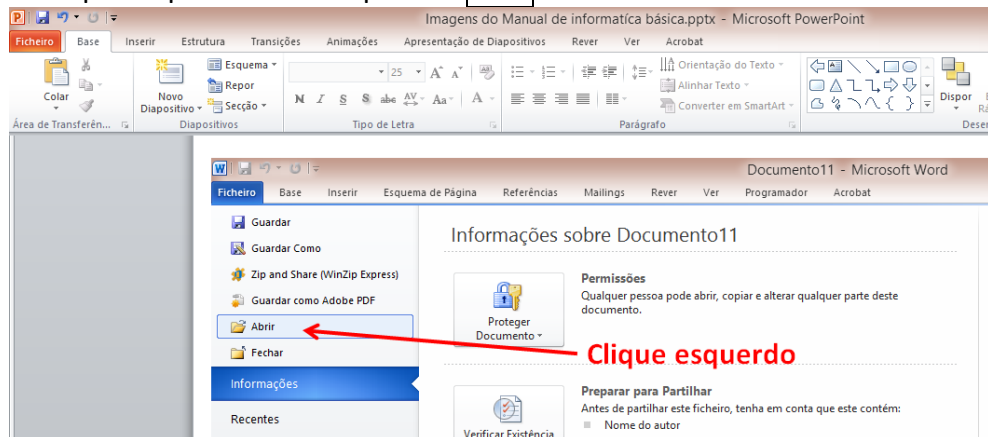 Imagens do Manual de informatíca básica.pptx - Microsoft PowerPoint
Ficheiro Base Inserir Estrutura Transições Animações Apresentação de Diapositivos Rever Ver Acrobat
Colar
Novo Diapositivo
Esquema
Repor
Secção
25
N I S S abc AV Aa A
Orientação do Texto
Alinhar Texto
Converter em SmartArt
Dispor
Área de Transferên... Diapositivos Tipo de Letra Parágrafo
Documento11 - Microsoft Word
Ficheiro Base Inserir Esquema de Página Referências Mailings Rever Ver Programador Acrobat
Guardar
Guardar Como
Zip and Share (WinZip Express)
Guardar como Adobe PDF
Abrir
Fechar
Informações
Recentes
Informações sobre Documento11
Proteger
Documento
Permissões
Qualquer pessoa pode abrir, copiar e alterar qualquer parte deste
documento.
Clique esquerdo
Verificar Existência
Preparar para Partilhar
Antes de partilhar este ficheiro, tenha em conta que este contém:
Nome do autor